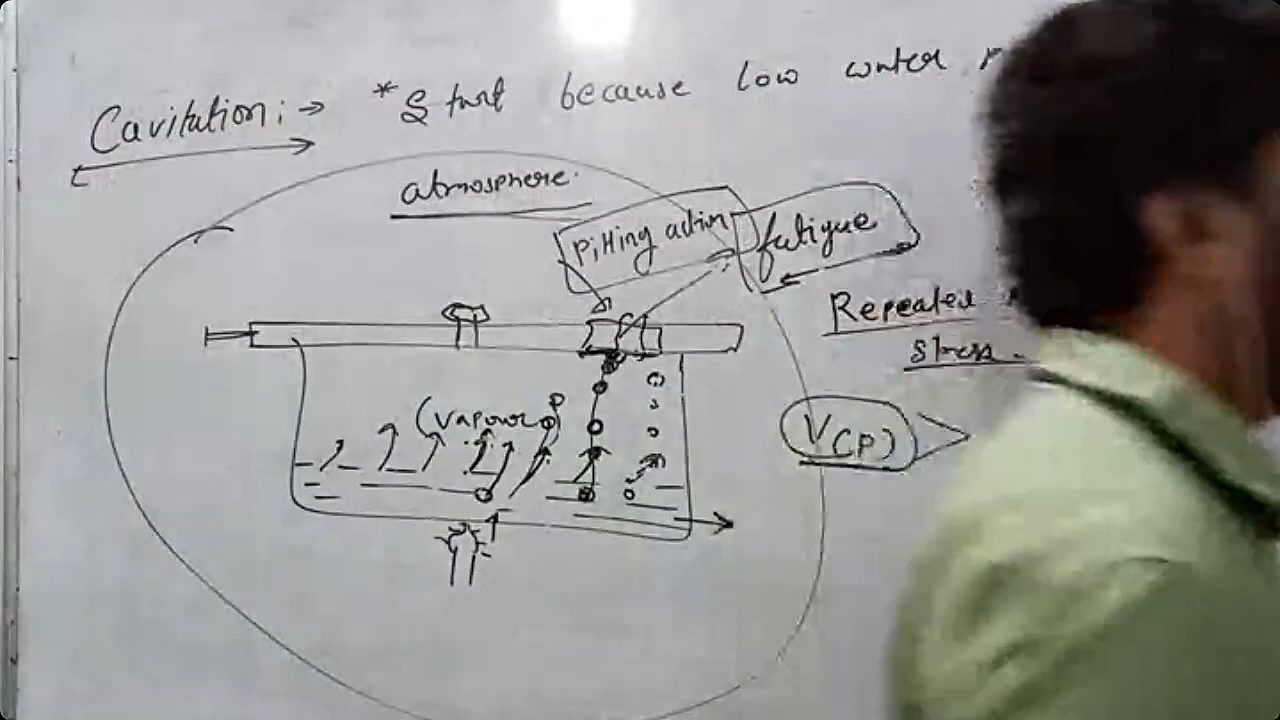 Cavitation:→ * Start because low water
atmosphere.
Pitting action
fatigue
Repeated
stress.
(Vapour)
P
V(P) >